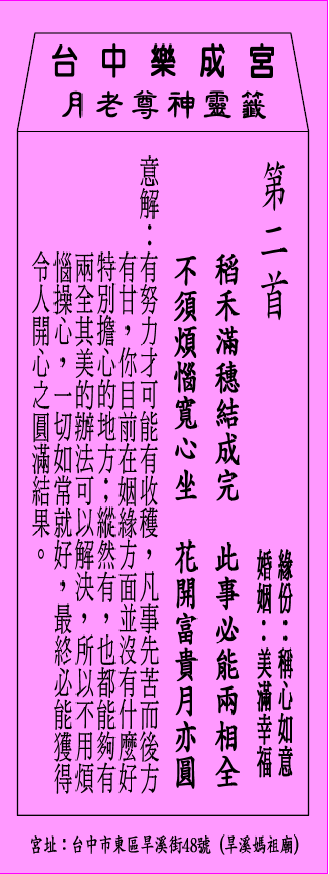 台中樂成宮
月老尊神靈籤
第二首
緣份：稱心如意
婚姻：美滿幸福
稻禾滿穗結成完　此事必能兩相全
不須煩惱寬心坐　花開富貴月亦圓
意解：有努力才可能有收穫，凡事先苦而後方
有甘，你目前在姻緣方面並沒有什麼好
特別擔心的地方；縱然有，也都能夠有
兩全其美的辦法可以解決，所以不用煩
惱操心，一切如常就好，最終必能獲得
令人開心之圓滿結果。
宮址：台中市東區旱溪街48號（旱溪媽祖廟）